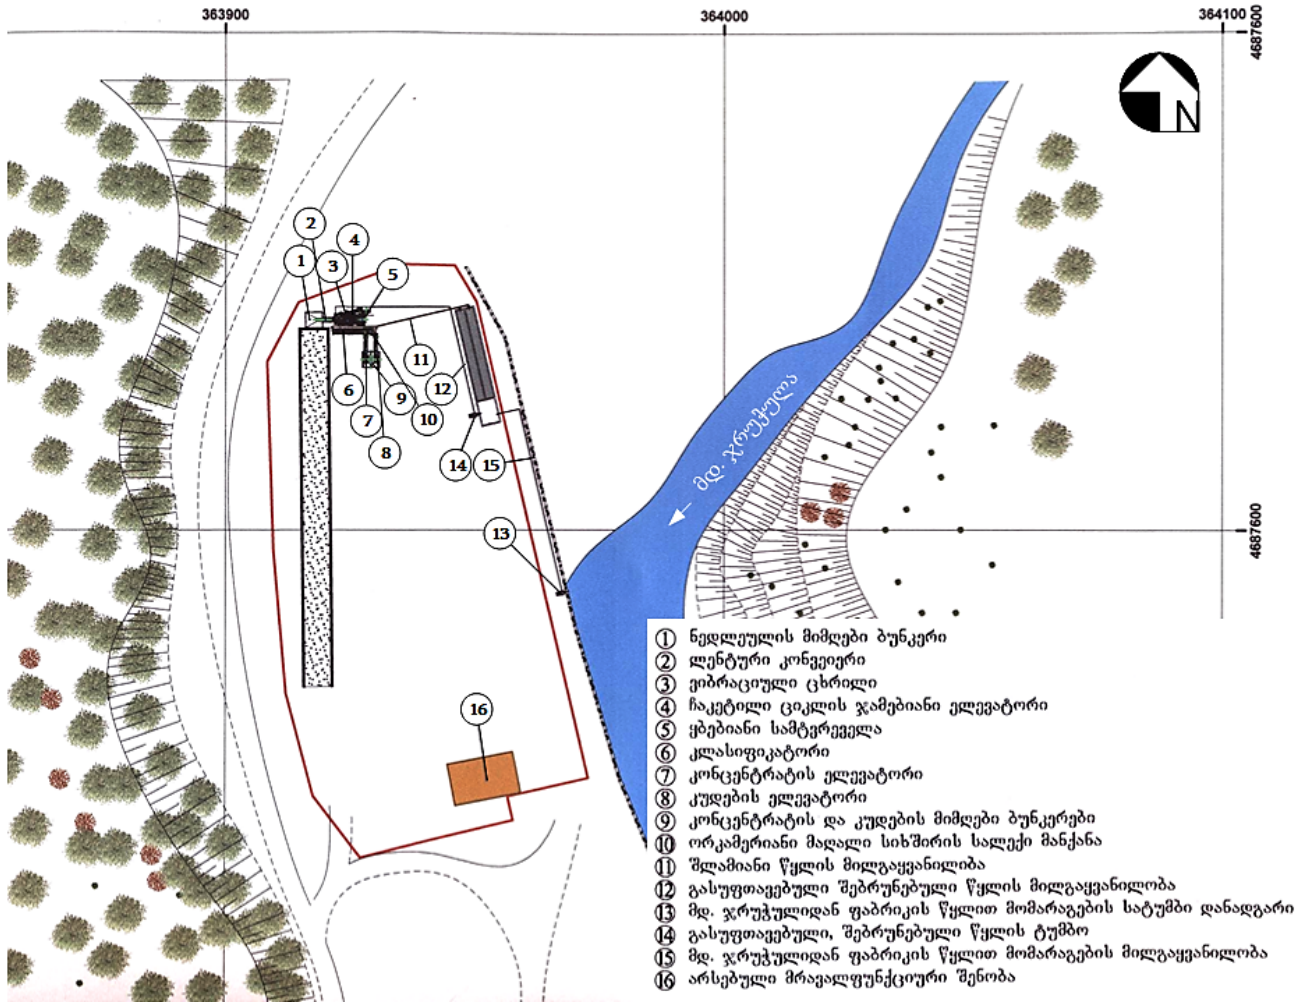 363900
364000
364100
4687600
N
2
4
1
3
5
11
6
9
12
7
10
8
14
15
მდ. ჯრუჭულა
13
4687600
16
1 ნედლეულის მიმღები ბუნკერი
2 ლენტური კონვეიერი
3 ვიბრაციული ცხრილი
4 ჩაკეტილი ციკლის ჯამებიანი ელევატორი
5 ყბებიანი სამტვრეველა
6 კლასიფიკატორი
7 კონცენტრატის ელევატორი
8 კუდების ელევატორი
9 კონცენტრატის და კუდების მიმღები ბუნკერები
10 ორკამერიანი მაღალი სიხშირის სალექი მანქანა
11 შლამიანი წყლის მილგაყვანილიბა
12 გასუფთავებული შებრუნებული წყლის მილგაყვანილობა
13 მდ. ჯრუჭულიდან ფაბრიკის წყლით მომარაგების სატუმბი დანადგარი
14 გასუფთავებული, შებრუნებული წყლის ტუმბო
15 მდ. ჯრუჭულიდან ფაბრიკის წყლით მომარაგების მილგაყვანილობა
16 არსებული მრავალფუნქციური შენობა